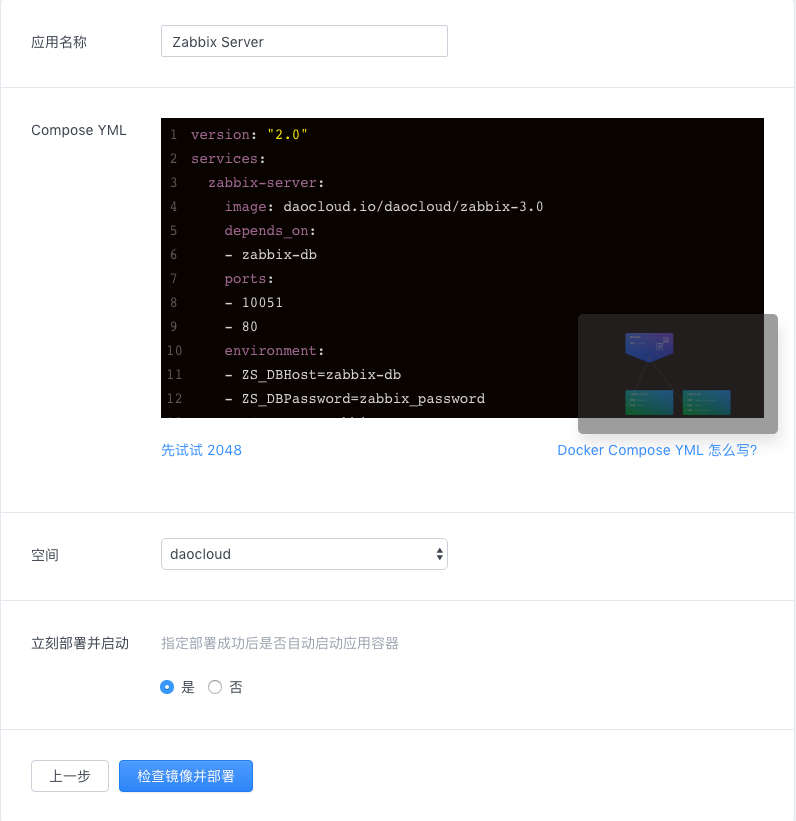 应用名称 Zabbix Server
Compose YML
1 version: "2.0"
2 services:
3 zabbix-server:
4 image: daocloud.io/daocloud/zabbix-3.0
5 depends_on:
6 - zabbix-db
7 ports:
8 - 10051
9 - 80
10 environment:
11 - ZS_DBHost=zabbix-db
12 - ZS_DBPassword=zabbix_password
先试试 2048 Docker Compose YML 怎么写?
空间 daocloud
立刻部署并启动 指定部署成功后是否自动启动应用容器
是 否
上一步 检查镜像并部署